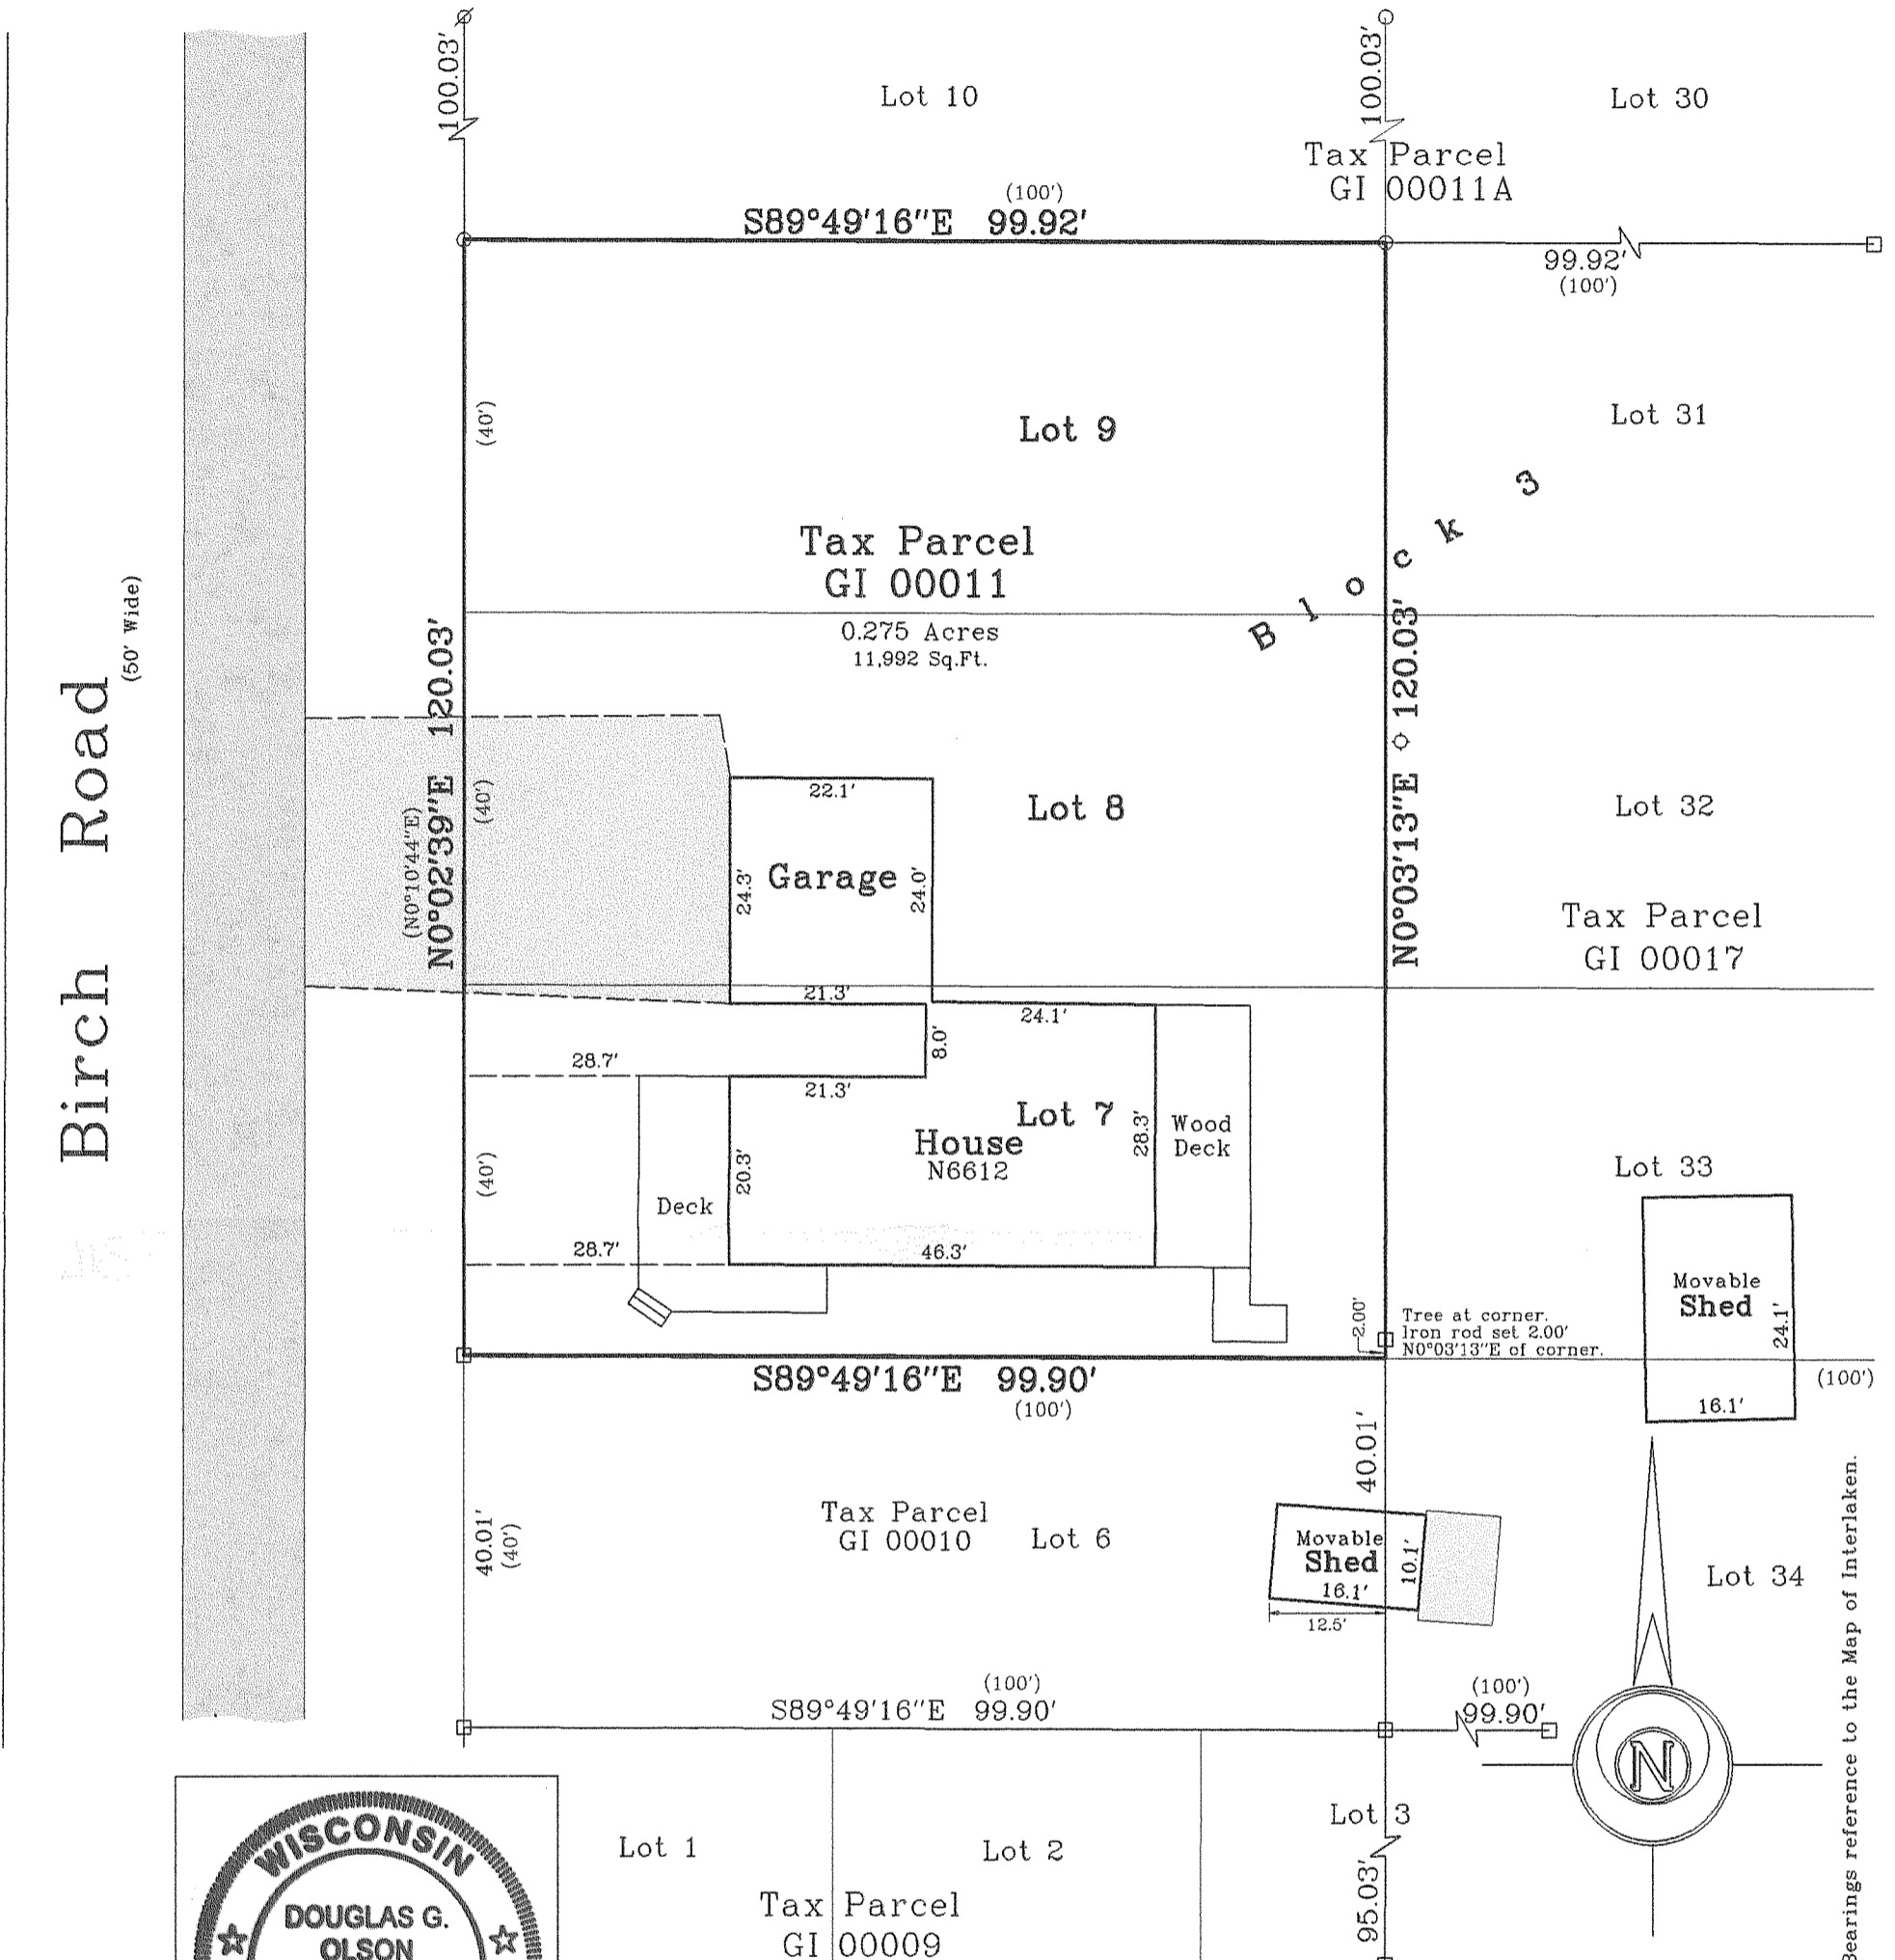 100.03'
100.03'
Lot 10
Lot 30
Tax Parcel
GI 00011A
(100')
S89°49'16"E 99.92'
99.92'
(100')
(40')
Lot 9
Lot 31
Block 3
Tax Parcel
GI 00011
0.275 Acres
11,992 Sq.Ft.
Birch Road
(50' Wide)
N0°02'39"E 120.03'
(N0°10'44"E)
(40')
N0°03'13"E 120.03'
22.1'
Lot 8
Lot 32
24.3'
Garage
24.0'
Tax Parcel
GI 00017
21.3'
24.1'
8.0'
28.7'
21.3'
Lot 7
28.3'
Wood
Deck
House
N6612
(40')
20.3'
Deck
Lot 33
28.7'
46.3'
Movable
Shed
24.1'
16.1'
2.00'
Tree at corner.
Iron rod set 2.00'
N0°03'13"E of corner.
S89°49'16"E 99.90'
(100')
(100')
40.01'
40.01'
(40')
Tax Parcel
GI 00010
Lot 6
Movable
Shed
16.1'
10.1'
12.5'
Lot 34
(100')
S89°49'16"E 99.90'
(100')
99.90'
N
Bearings reference to the Map of Interlaken.
Lot 1
Lot 2
Lot 3
95.03'
Tax Parcel
GI 00009
WISCONSIN
DOUGLAS G.
OLSON